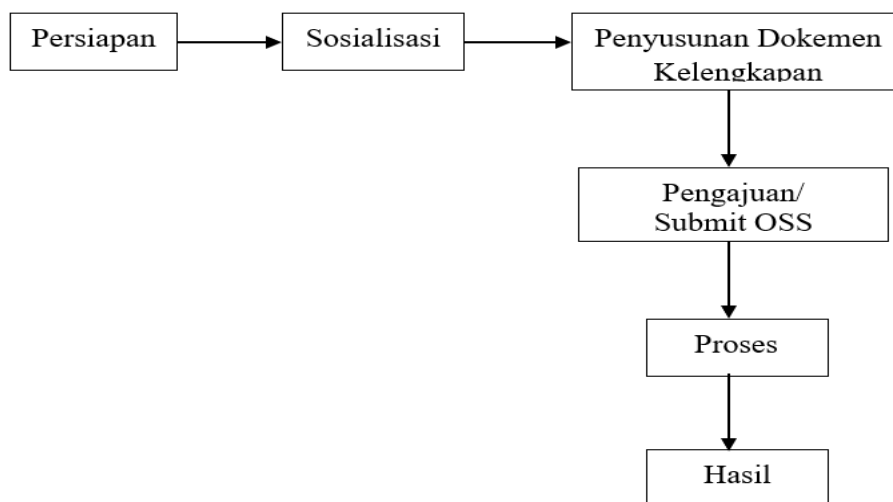 Persiapan
Sosialisasi
Penyusunan Dokemen
Kelengkapan
Pengajuan/
Submit OSS
Proses
Hasil